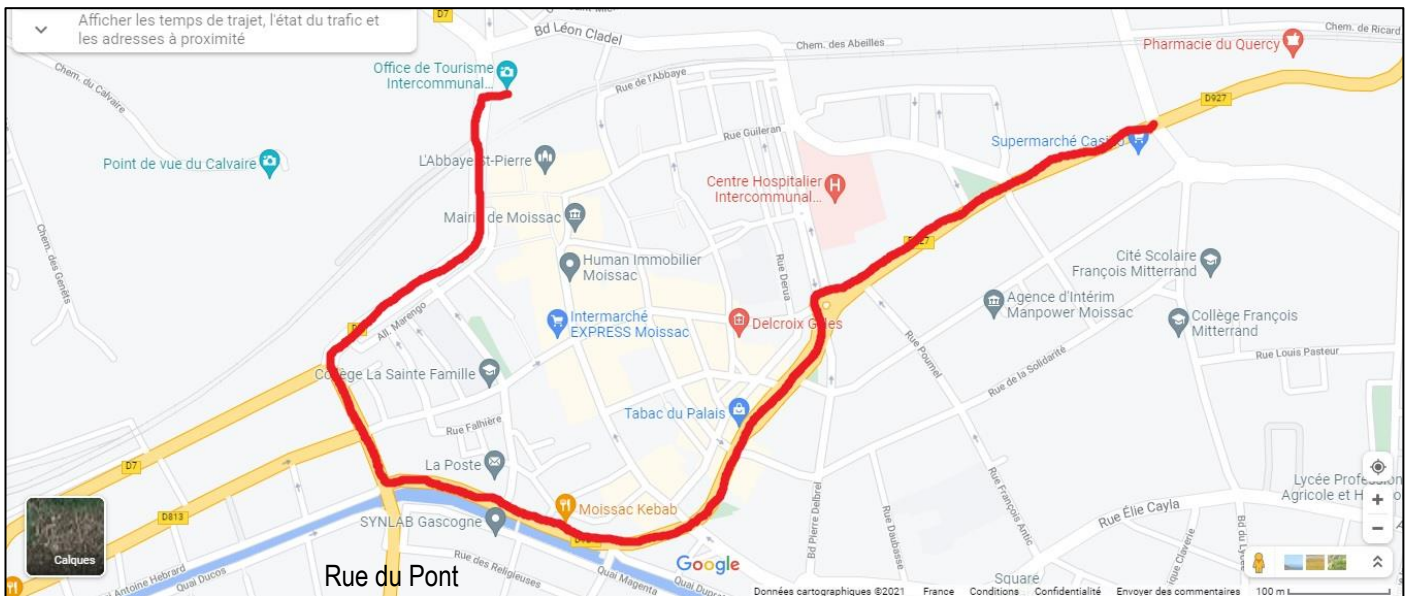 Afficher les temps de trajet, l'état du trafic et
les adresses à proximité
D7
Bd Léon Cladel
Chem. des Abeilles
Chem. de Ricard
Pharmacie du Quercy
Office de Tourisme
Intercommunal...
Rue de l'Abbaye
Chem. du Calvaire
D927
Rue Guileran
Supermarché Casino
L'Abbaye St-Pierre
Point de vue du Calvaire
Centre Hospitalier
Intercommunal...
Mairie de Moissac
Chem. des Genêts
Human Immobilier
Moissac
Rue Derua
Cité Scolaire
François Mitterrand
Agence d'Intérim
Manpower Moissac
Collège François
Mitterrand
Intermarché
EXPRESS Moissac
Delcroix Gilles
All. Marengo
Rue Poumel
Rue Louis Pasteur
Collège La Sainte Famille
Rue de la Solidarité
Tabac du Palais
Rue Falhière
D7
La Poste
Rue François Antic
Lycée
Agricole et
Moissac Kebab
D813
SYNLAB Gascogne
Rue Élie Cayla
Bd Pierre Delbrel
Rue Daubasse
Calques
Google
Rue des Religieuses
Quai Magenta
Antoine Hebrard
Quai Ducos
Rue du Pont
Square
Données cartographiques ©2021 France Conditions Confidentialité Envoyer des commentaires 100 m